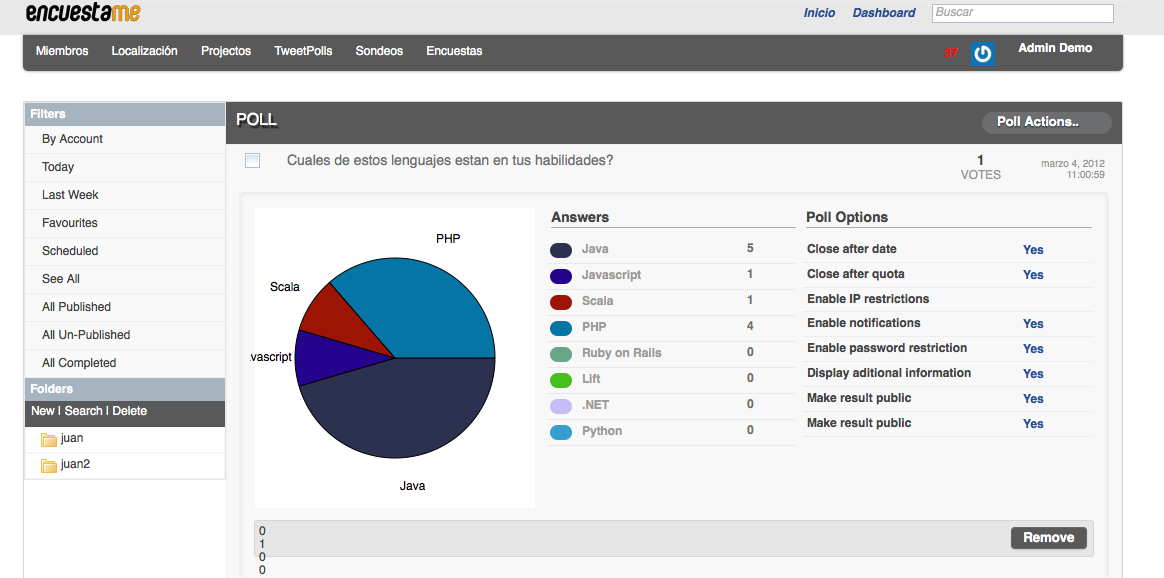 encuestame
Inicio Dashboard Buscar
Miembros Localización Projectos TweetPolls Sondeos Encuestas 97 Admin Demo
Filters
By Account
Today
Last Week
Favourites
Scheduled
See All
All Published
All Un-Published
All Completed
Folders
New | Search | Delete
juan
juan2
POLL Poll Actions..
Cuales de estos lenguajes estan en tus habilidades? 1 VOTES marzo 4, 2012 11:00:59
PHP
Scala
vascript
Java
Answers
Java 5
Javascript 1
Scala 1
PHP 4
Ruby on Rails 0
Lift 0
.NET 0
Python 0
Poll Options
Close after date Yes
Close after quota Yes
Enable IP restrictions
Enable notifications Yes
Enable password restriction Yes
Display aditional information Yes
Make result public Yes
Make result public Yes
0
1
0
0
Remove